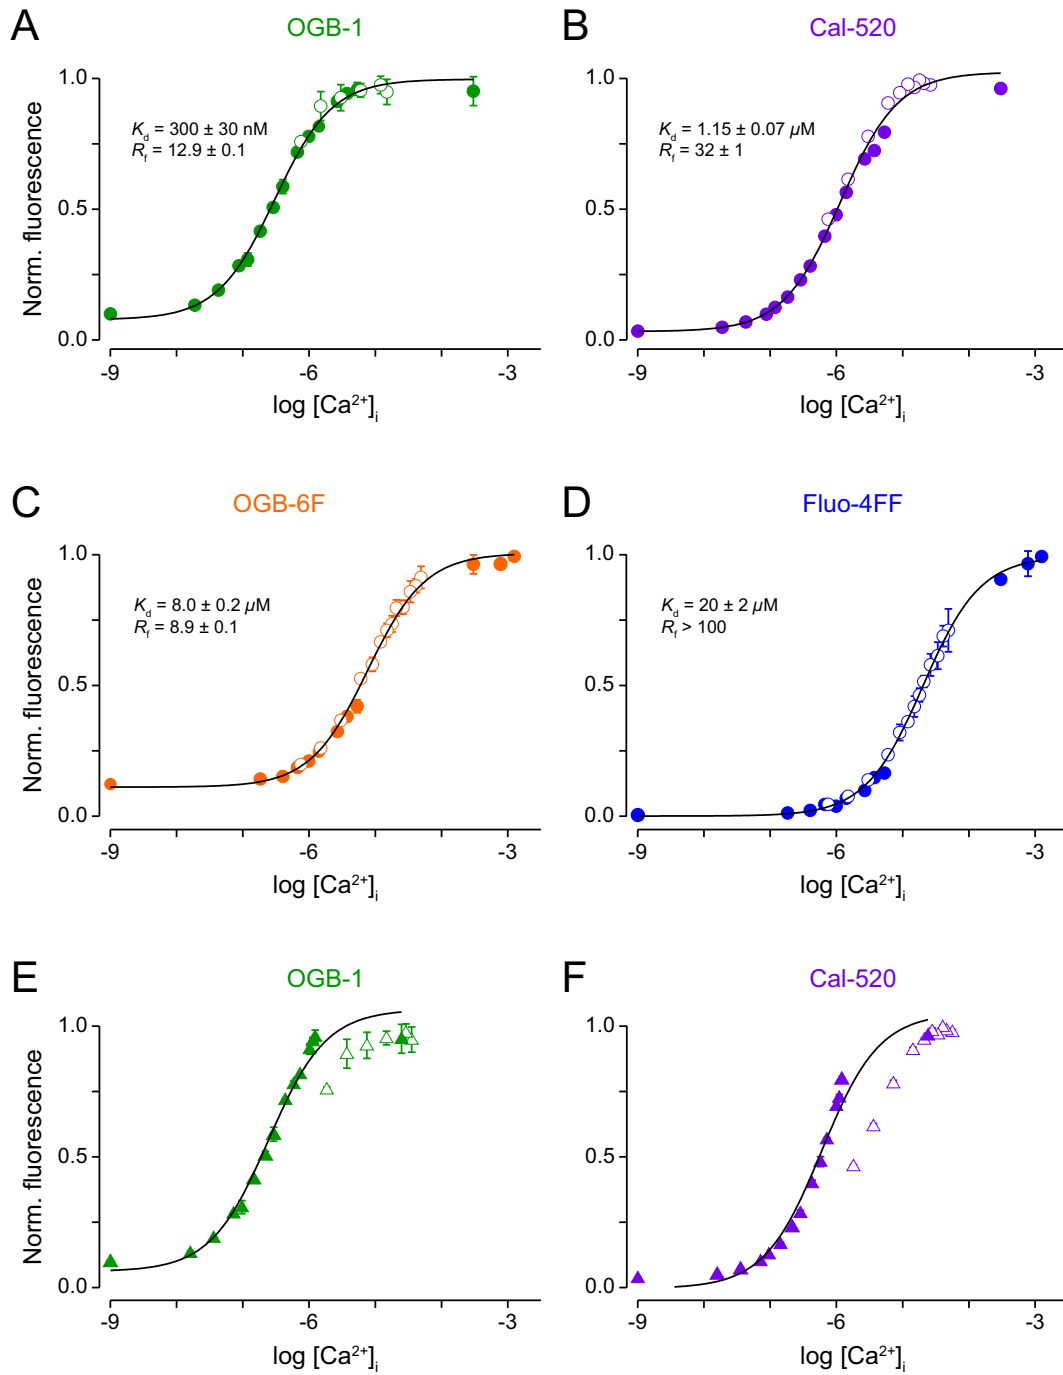 A
OGB-1
Norm. fluorescence
1.0
0.5
0.0
K_d = 300 ± 30 nM
R_f = 12.9 ± 0.1
-9
-6
-3
log [Ca²⁺]_i
B
Cal-520
1.0
0.5
0.0
K_d = 1.15 ± 0.07 µM
R_f = 32 ± 1
-9
-6
-3
log [Ca²⁺]_i
C
OGB-6F
Norm. fluorescence
1.0
0.5
0.0
K_d = 8.0 ± 0.2 µM
R_f = 8.9 ± 0.1
-9
-6
-3
log [Ca²⁺]_i
D
Fluo-4FF
1.0
0.5
0.0
K_d = 20 ± 2 µM
R_f > 100
-9
-6
-3
log [Ca²⁺]_i
E
OGB-1
Norm. fluorescence
1.0
0.5
0.0
-9
-6
-3
log [Ca²⁺]_i
F
Cal-520
1.0
0.5
0.0
-9
-6
-3
log [Ca²⁺]_i